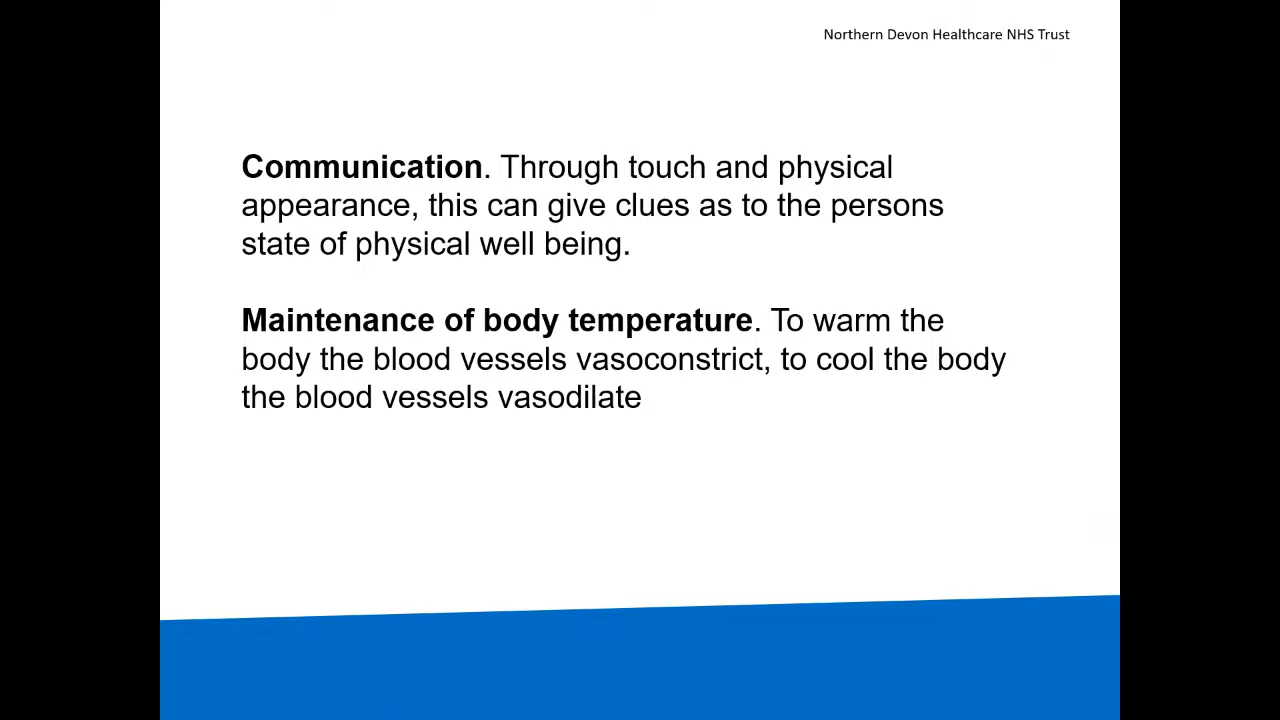 Northern Devon Healthcare NHS Trust
Communication. Through touch and physical
appearance, this can give clues as to the persons
state of physical well being.
Maintenance of body temperature. To warm the
body the blood vessels vasoconstrict, to cool the body
the blood vessels vasodilate